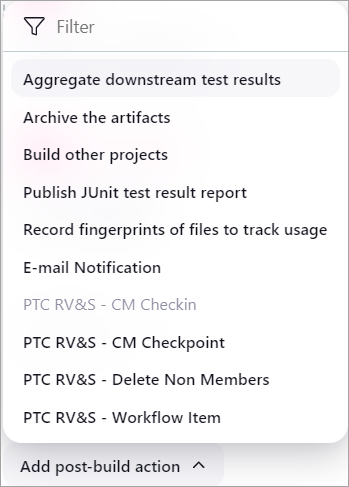 Filter
Aggregate downstream test results
Archive the artifacts
Build other projects
Publish JUnit test result report
Record fingerprints of files to track usage
E-mail Notification
PTC RV&S - CM Checkin
PTC RV&S - CM Checkpoint
PTC RV&S - Delete Non Members
PTC RV&S - Workflow Item
Add post-build action